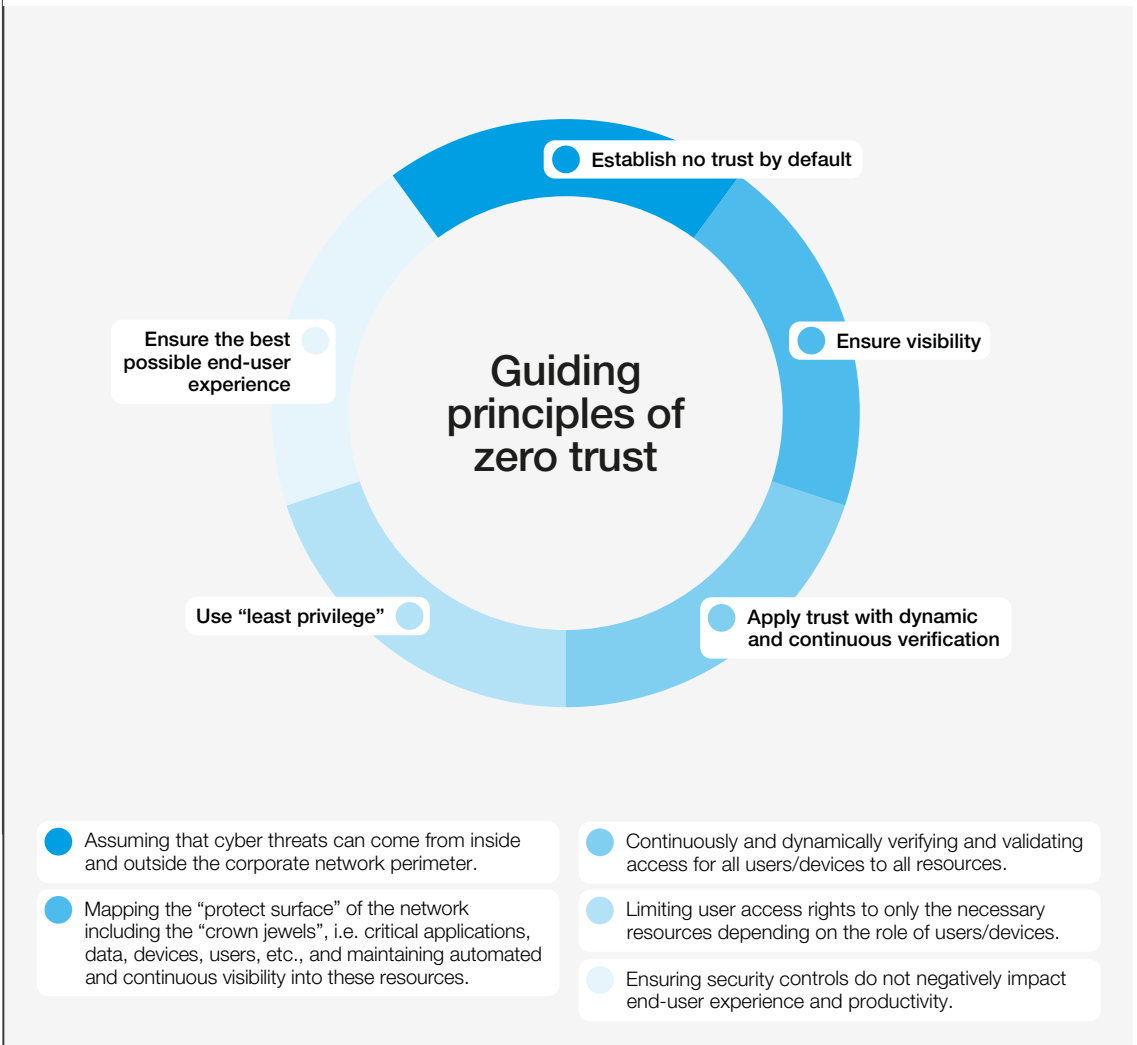 Establish no trust by default
Ensure visibility
Ensure the best
possible end-user
experience
Guiding
principles of
zero trust
Use “least privilege”
Apply trust with dynamic
and continuous verification
Assuming that cyber threats can come from inside
and outside the corporate network perimeter.
Mapping the “protect surface” of the network
including the “crown jewels”, i.e. critical applications,
data, devices, users, etc., and maintaining automated
and continuous visibility into these resources.
Continuously and dynamically verifying and validating
access for all users/devices to all resources.
Limiting user access rights to only the necessary
resources depending on the role of users/devices.
Ensuring security controls do not negatively impact
end-user experience and productivity.